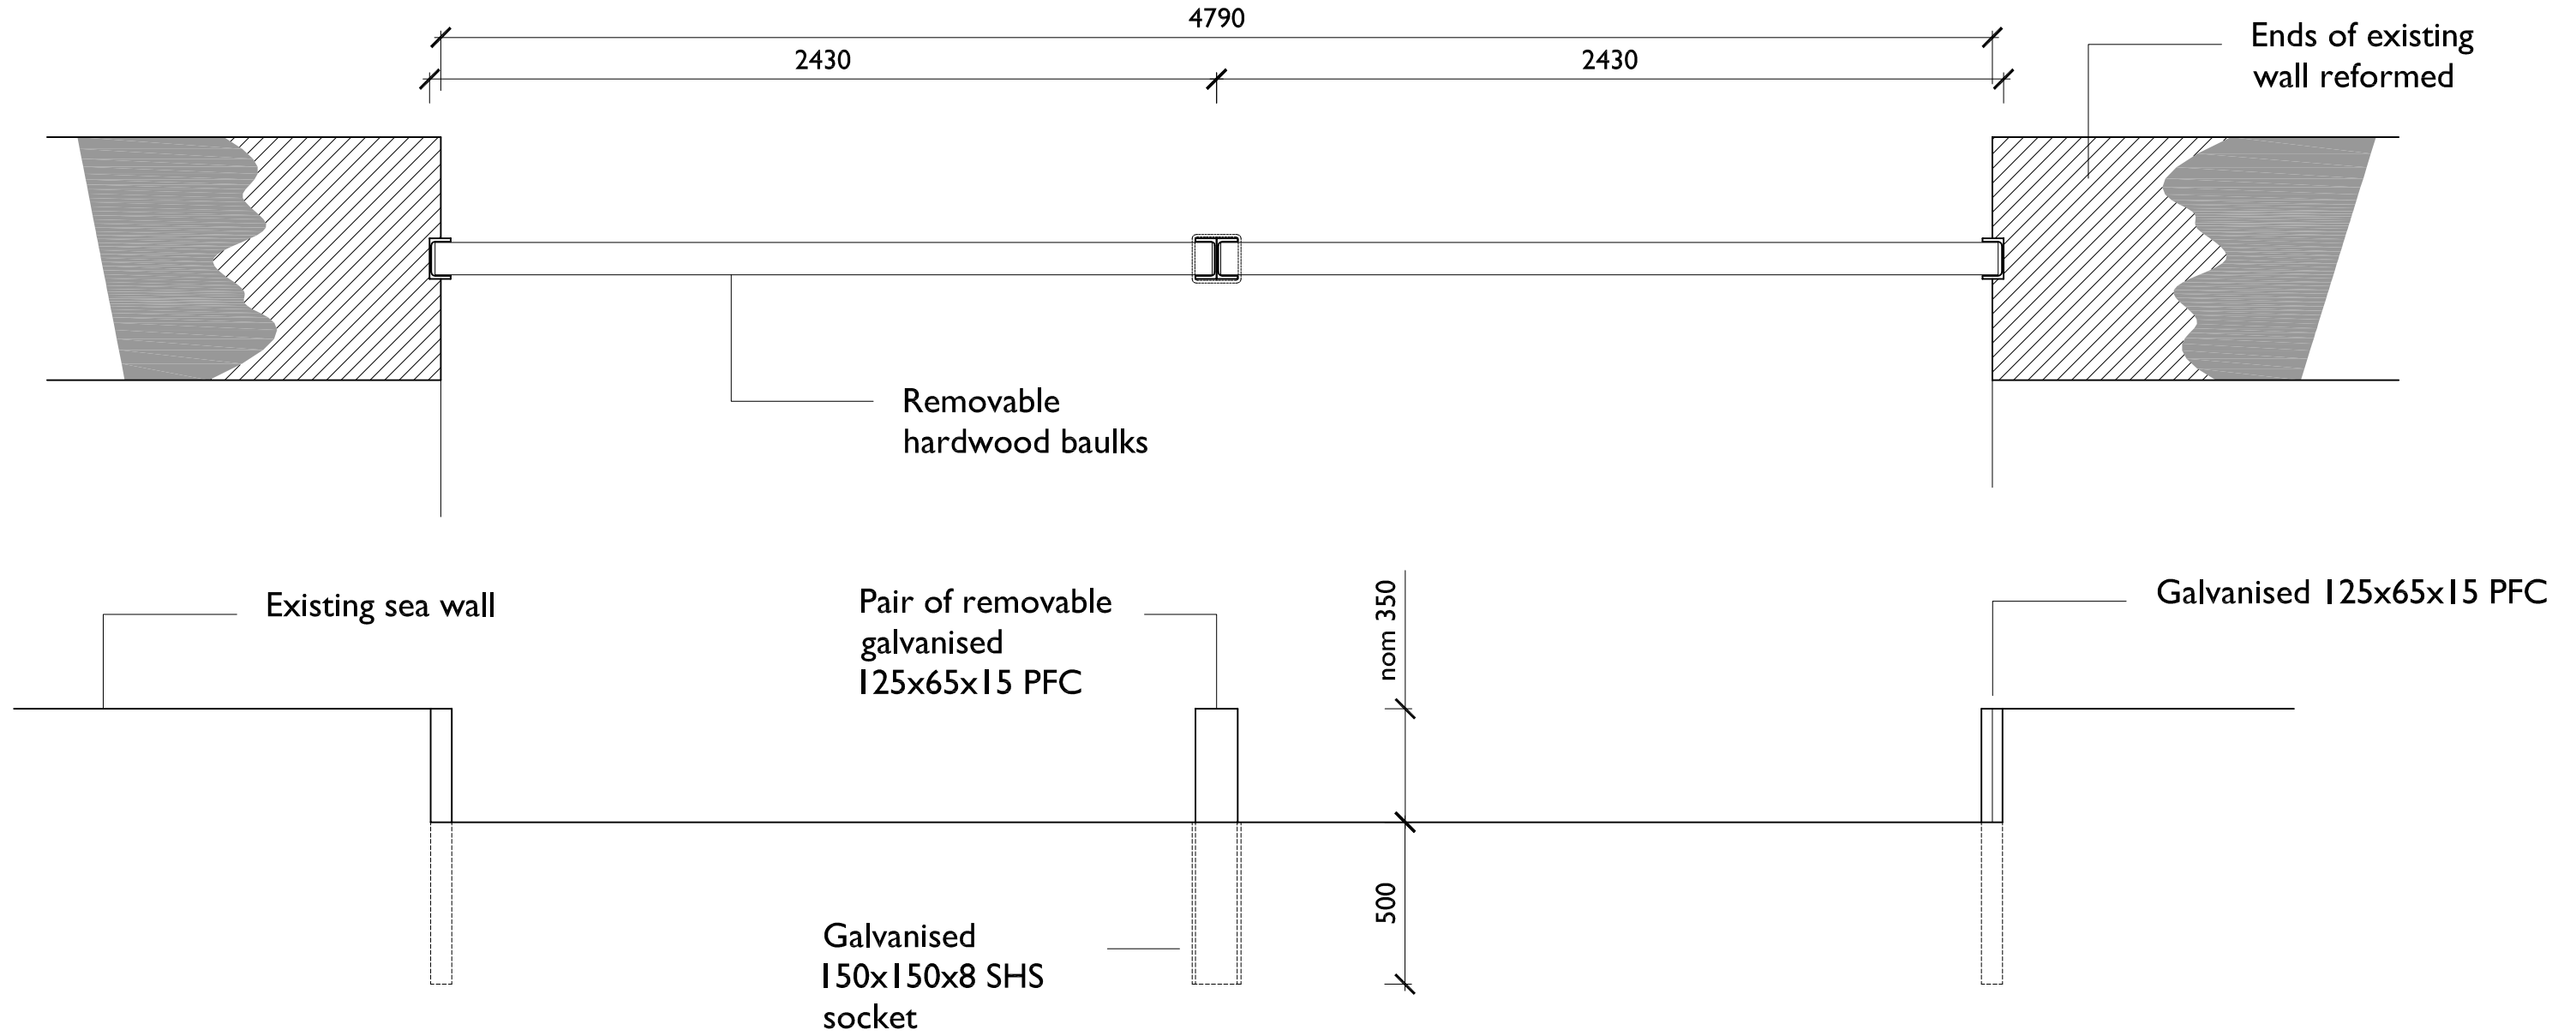 4790
2430
2430
Ends of existing
wall reformed
Removable
hardwood baulks
Existing sea wall
Pair of removable
galvanised
125x65x15 PFC
nom 350
Galvanised 125x65x15 PFC
500
Galvanised
150x150x8 SHS
socket